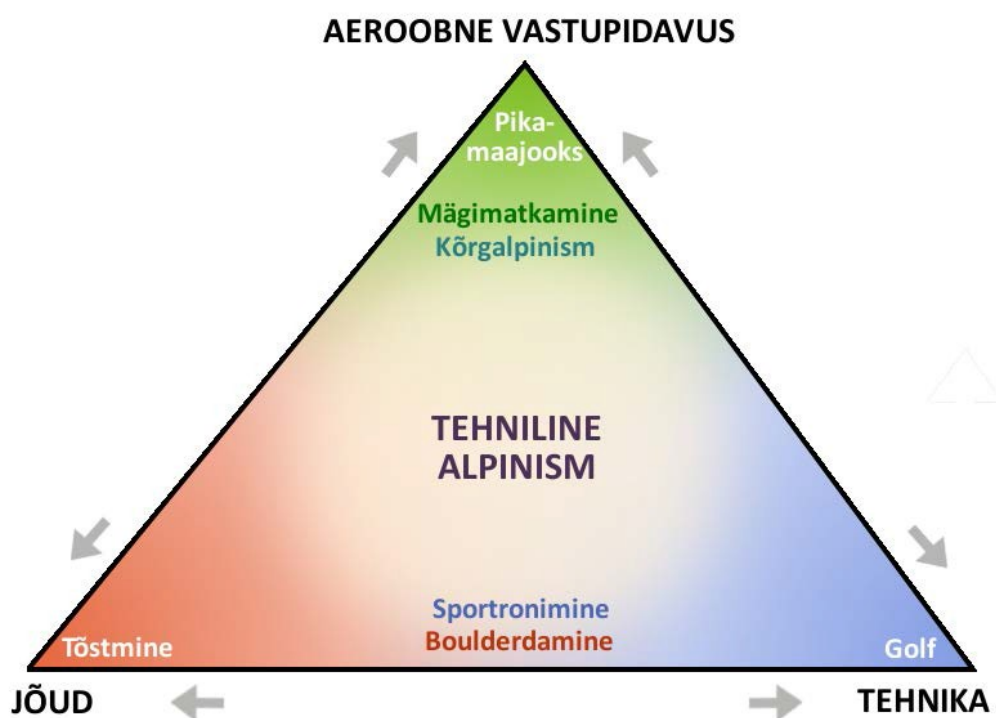 AEROOBNE VASTUPIDAVUS
Pika-
maajooks
Mägimatkamine
Kõrgalpinism
TEHNILINE
ALPINISM
Sportronimine
Boulderdamine
Tõstmine
Golf
JÕUD
TEHNIKA